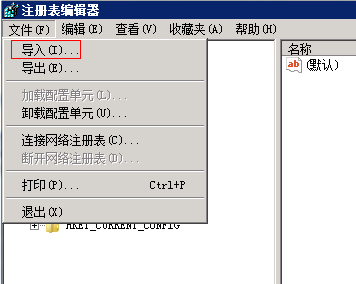 注册表编辑器
文件(F) 编辑(E) 查看(V) 收藏夹(A) 帮助(H)
导入(I)...
导出(E)...
加载配置单元(L)...
卸载配置单元(U)...
连接网络注册表(C)...
断开网络注册表(D)...
打印(P)... Ctrl+P
退出(X)
HKEY_CURRENT_CONFIG
名称
ab (默认)